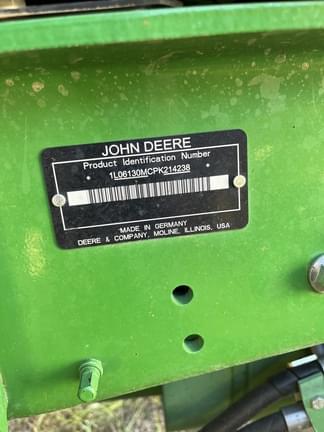 JOHN DEERE
Product Identification Number
1L06130MCPK214238
MADE IN GERMANY
DEERE & COMPANY, MOLINE, ILLINOIS, USA